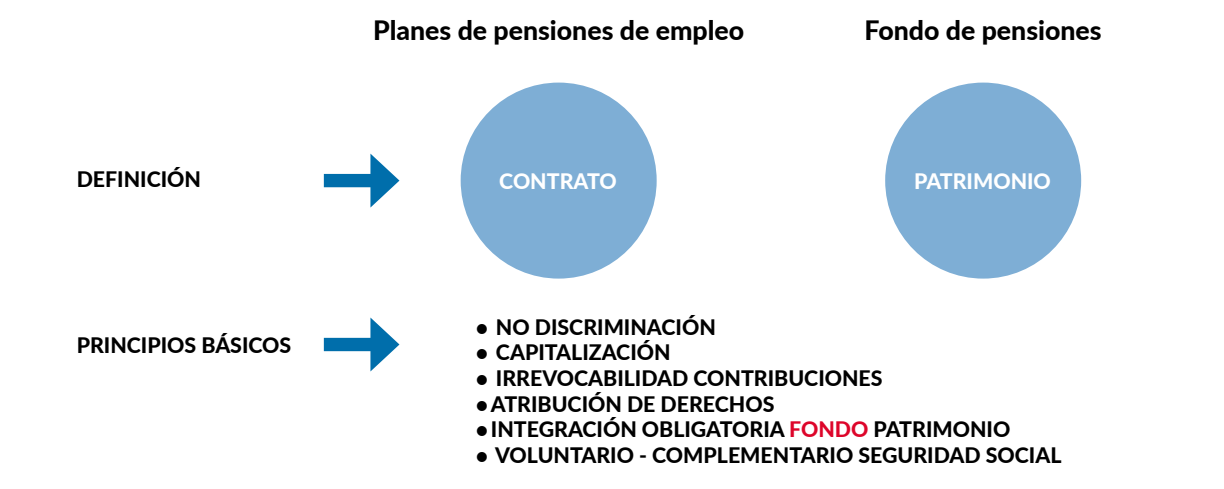 Planes de pensiones de empleo
Fondo de pensiones
DEFINICIÓN
CONTRATO
PATRIMONIO
PRINCIPIOS BÁSICOS
● NO DISCRIMINACIÓN
● CAPITALIZACIÓN
● IRREVOCABILIDAD CONTRIBUCIONES
● ATRIBUCIÓN DE DERECHOS
● INTEGRACIÓN OBLIGATORIA FONDO PATRIMONIO
● VOLUNTARIO - COMPLEMENTARIO SEGURIDAD SOCIAL